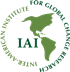 INTER-AMERICAN INSTITUTE
FOR GLOBAL CHANGE RESEARCH
IAI